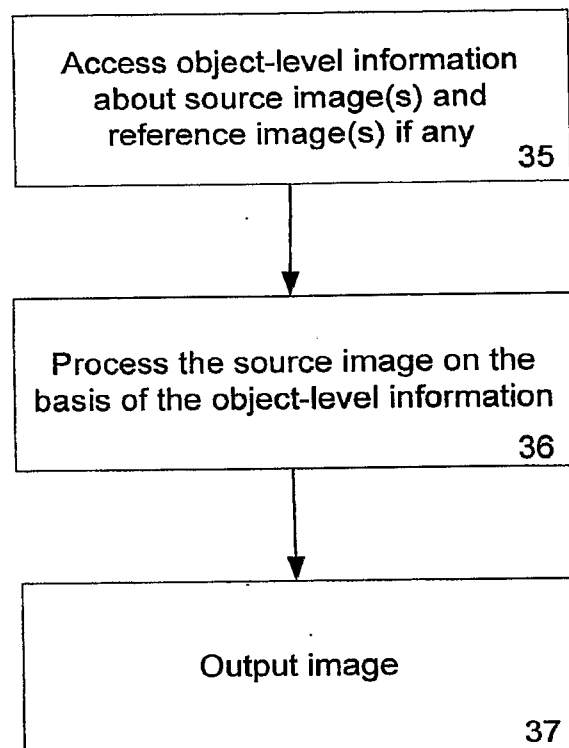 Access object-level information
about source image(s) and
reference image(s) if any
35
Process the source image on the
basis of the object-level information
36
Output image
37